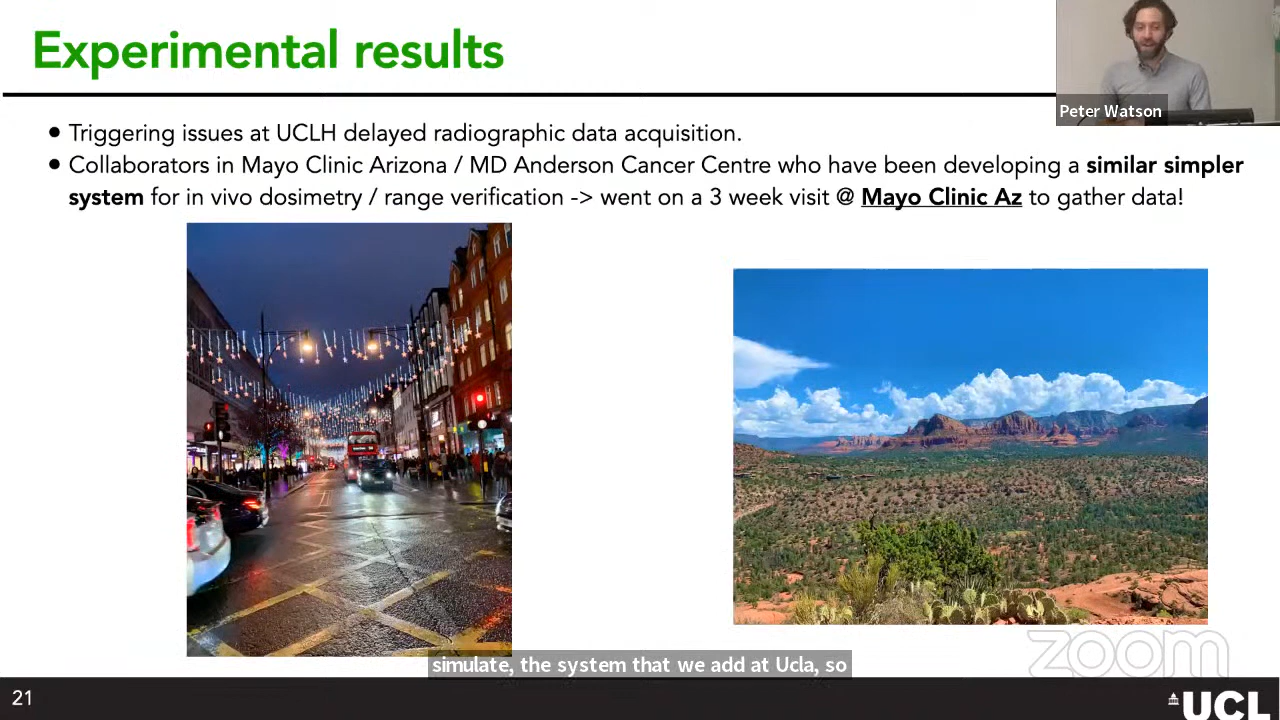 Experimental results
Peter Watson
• Triggering issues at UCLH delayed radiographic data acquisition.
• Collaborators in Mayo Clinic Arizona / MD Anderson Cancer Centre who have been developing a similar simpler
system for in vivo dosimetry / range verification -> went on a 3 week visit @ Mayo Clinic Az to gather data!
simulate, the system that we add at Ucla, so
zoom
21
UCL